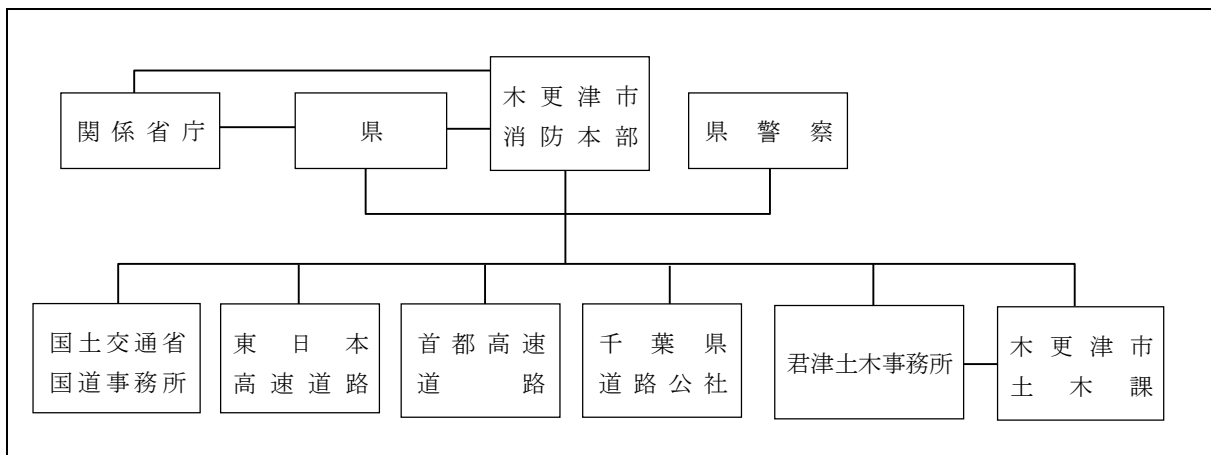 関係省庁
県
木更津市
消防本部
県警察
国土交通省
国道事務所
東日本
高速道路
首都高速
道路
千葉県
道路公社
君津土木事務所
木更津市
土木課